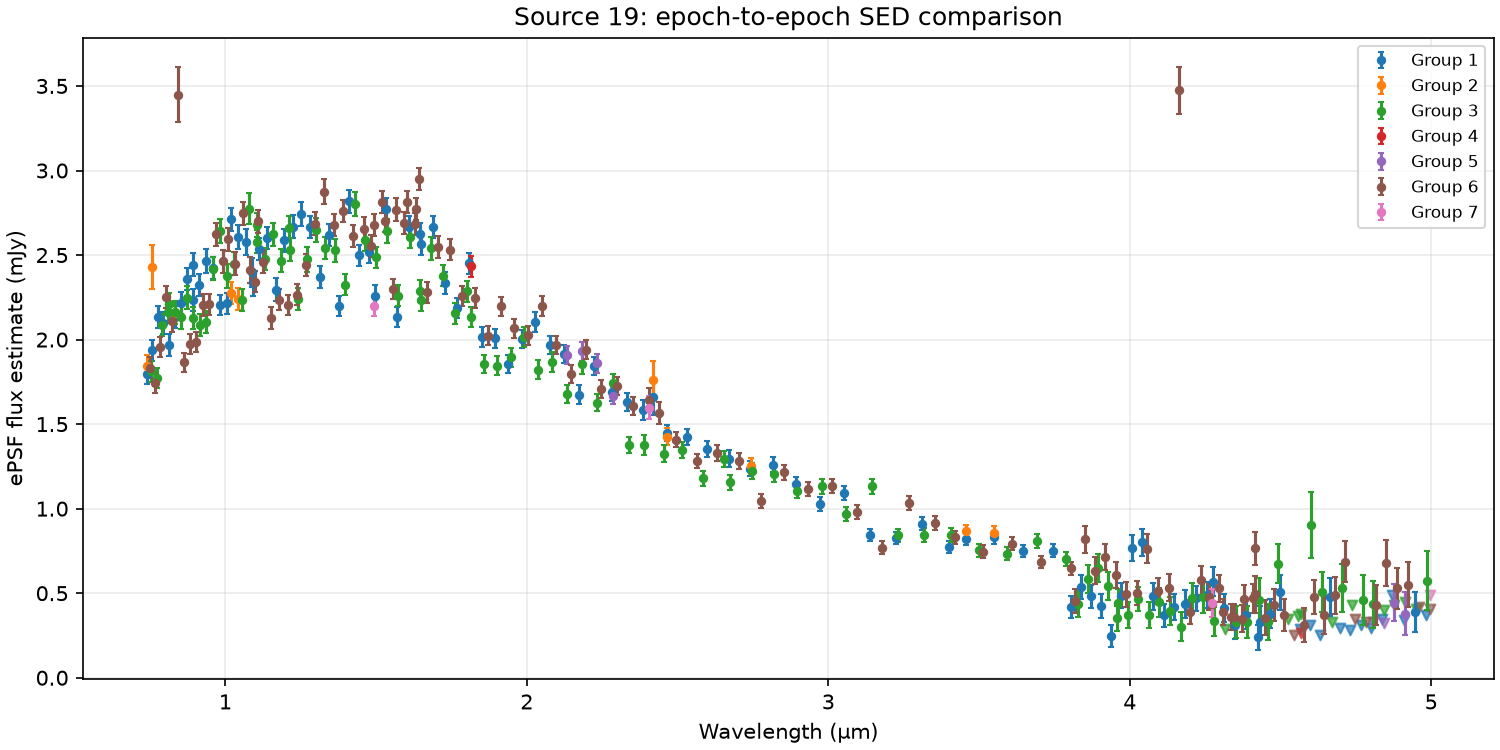 Source 19: epoch-to-epoch SED comparison
ePSF flux estimate (mJy)
3.5
3.0
2.5
2.0
1.5
1.0
0.5
0.0
1
2
3
4
5
Wavelength (μm)
Group 1
Group 2
Group 3
Group 4
Group 5
Group 6
Group 7